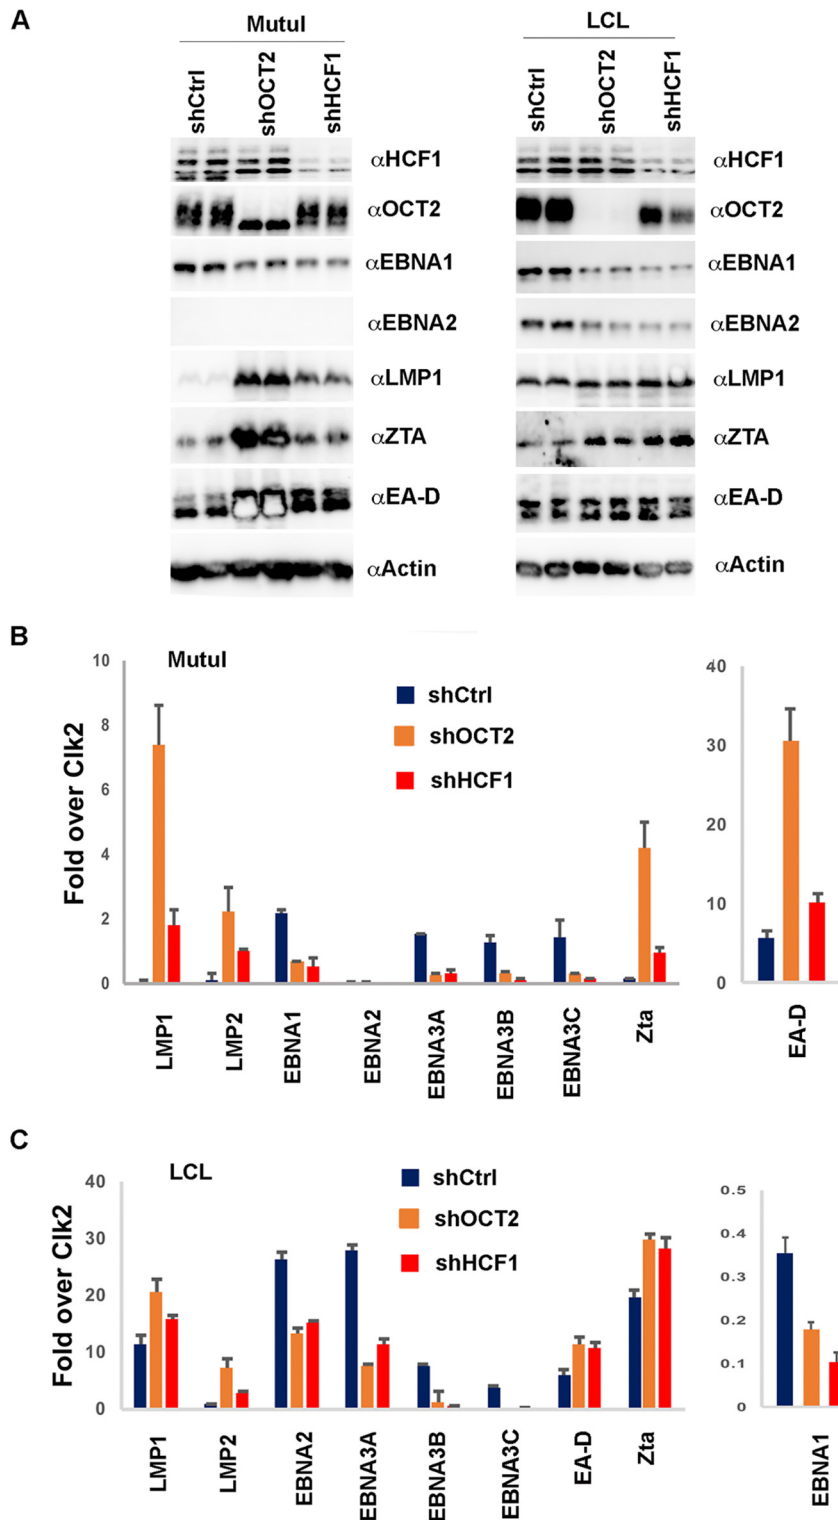 A
MutuI
LCL
shCtrl
shOCT2
shHCF1
shCtrl
shOCT2
shHCF1
αHCF1
αOCT2
αEBNA1
αEBNA2
αLMP1
αZTA
αEA-D
αActin
αHCF1
αOCT2
αEBNA1
αEBNA2
αLMP1
αZTA
αEA-D
αActin
B
MutuI
Fold over Clk2
10
8
6
4
2
0
shCtrl
shOCT2
shHCF1
LMP1
LMP2
EBNA1
EBNA2
EBNA3A
EBNA3B
EBNA3C
Zta
40
30
20
10
0
EA-D
C
LCL
Fold over Clk2
40
30
20
10
0
shCtrl
shOCT2
shHCF1
LMP1
LMP2
EBNA2
EBNA3A
EBNA3B
EBNA3C
EA-D
Zta
0.5
0.4
0.3
0.2
0.1
0
EBNA1